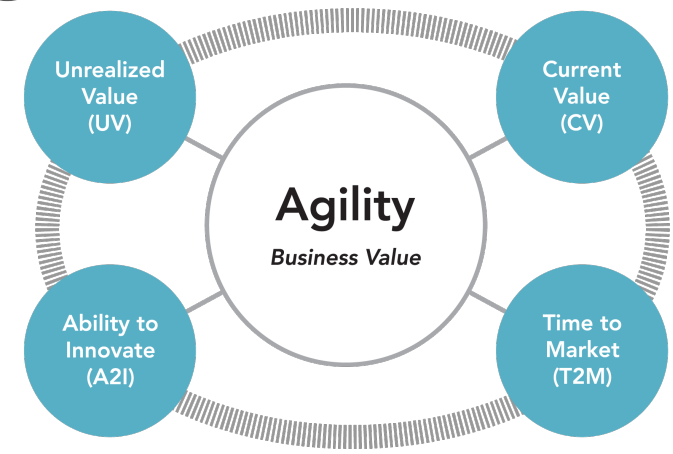 Unrealized
Value
(UV)
Current
Value
(CV)
Agility
Business Value
Ability to
Innovate
(A2I)
Time to
Market
(T2M)